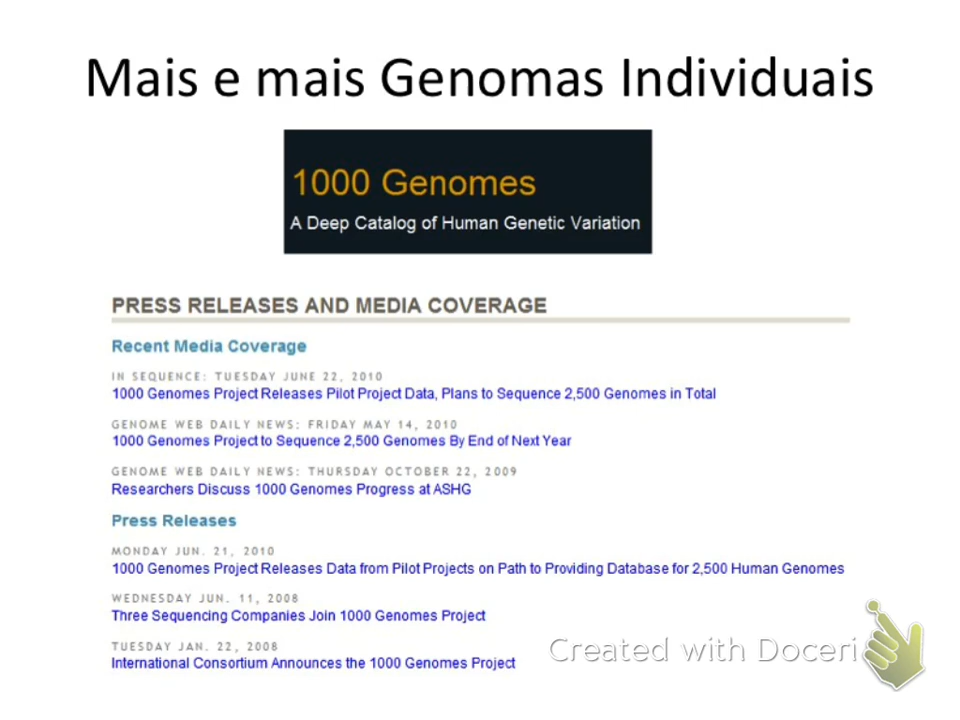 Mais e mais Genomas Individuais
1000 Genomes
A Deep Catalog of Human Genetic Variation
PRESS RELEASES AND MEDIA COVERAGE
Recent Media Coverage
IN SEQUENCE: TUESDAY JUNE 22, 2010
1000 Genomes Project Releases Pilot Project Data, Plans to Sequence 2,500 Genomes in Total
GENOME WEB DAILY NEWS: FRIDAY MAY 14, 2010
1000 Genomes Project to Sequence 2,500 Genomes By End of Next Year
GENOME WEB DAILY NEWS: THURSDAY OCTOBER 22, 2009
Researchers Discuss 1000 Genomes Progress at ASHG
Press Releases
MONDAY JUN. 21, 2010
1000 Genomes Project Releases Data from Pilot Projects on Path to Providing Database for 2,500 Human Genomes
WEDNESDAY JUN. 11, 2008
Three Sequencing Companies Join 1000 Genomes Project
TUESDAY JAN. 22, 2008
International Consortium Announces the 1000 Genomes Project
Created with Doceri